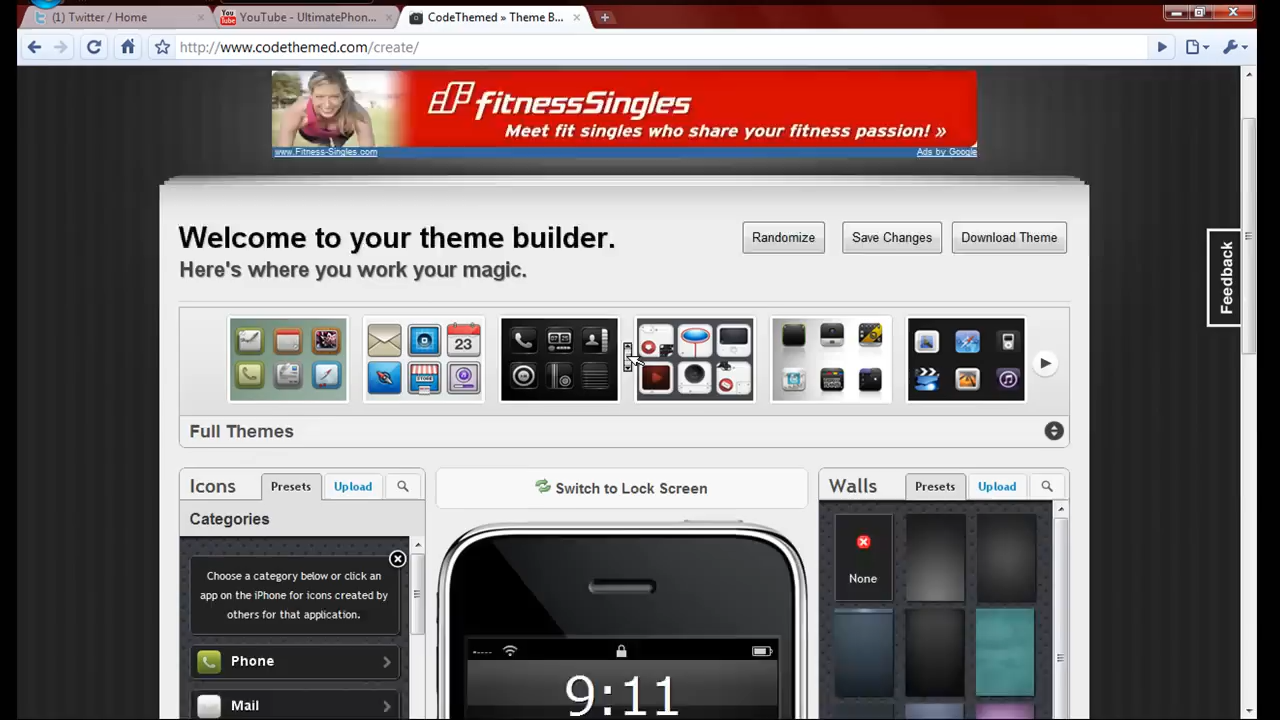 (1) Twitter / Home
You Tube
YouTube - UltimatePhon...
CodeThemed » Theme B...
http://www.codethemed.com/create/
fitnessSingles
Meet fit singles who share your fitness passion! »
www.Fitness-Singles.com
Ads by Google
Feedback
Welcome to your theme builder.
Randomize
Save Changes
Download Theme
Here's where you work your magic.
23
STORE
Full Themes
Icons
Presets
Upload
Switch to Lock Screen
Walls
Presets
Upload
Categories
Choose a category below or click an
app on the iPhone for icons created by
others for that application.
None
Phone
Mail
9:11